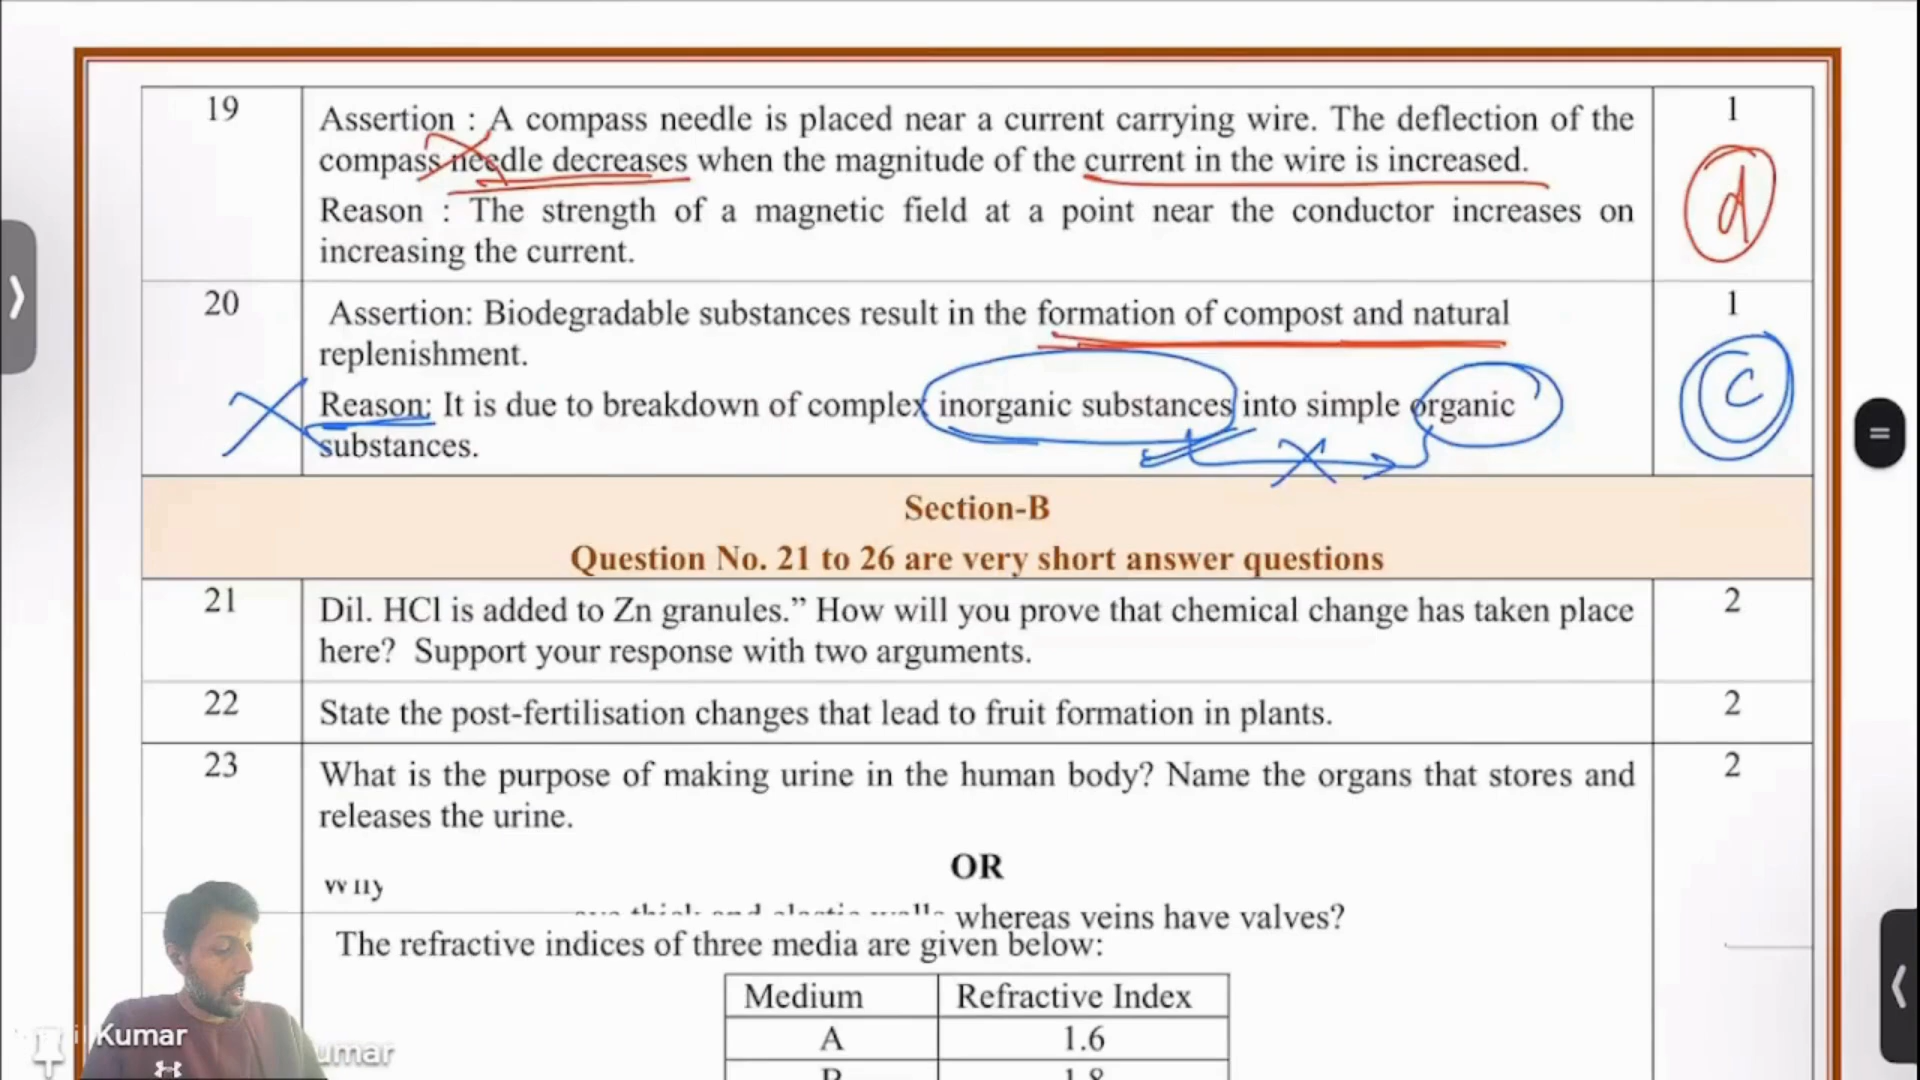 19
Assertion : A compass needle is placed near a current carrying wire. The deflection of the
compass needle decreases when the magnitude of the current in the wire is increased.
Reason : The strength of a magnetic field at a point near the conductor increases on
increasing the current.
1
d
20
Assertion: Biodegradable substances result in the formation of compost and natural
replenishment.
Reason: It is due to breakdown of complex inorganic substances into simple organic
substances.
1
C
Section-B
Question No. 21 to 26 are very short answer questions
21
Dil. HCl is added to Zn granules.” How will you prove that chemical change has taken place
here? Support your response with two arguments.
2
22
State the post-fertilisation changes that lead to fruit formation in plants.
2
23
What is the purpose of making urine in the human body? Name the organs that stores and
releases the urine.
2
OR
whereas veins have valves?
The refractive indices of three media are given below:
Medium Refractive Index
A 1.6
1.8
Kumar